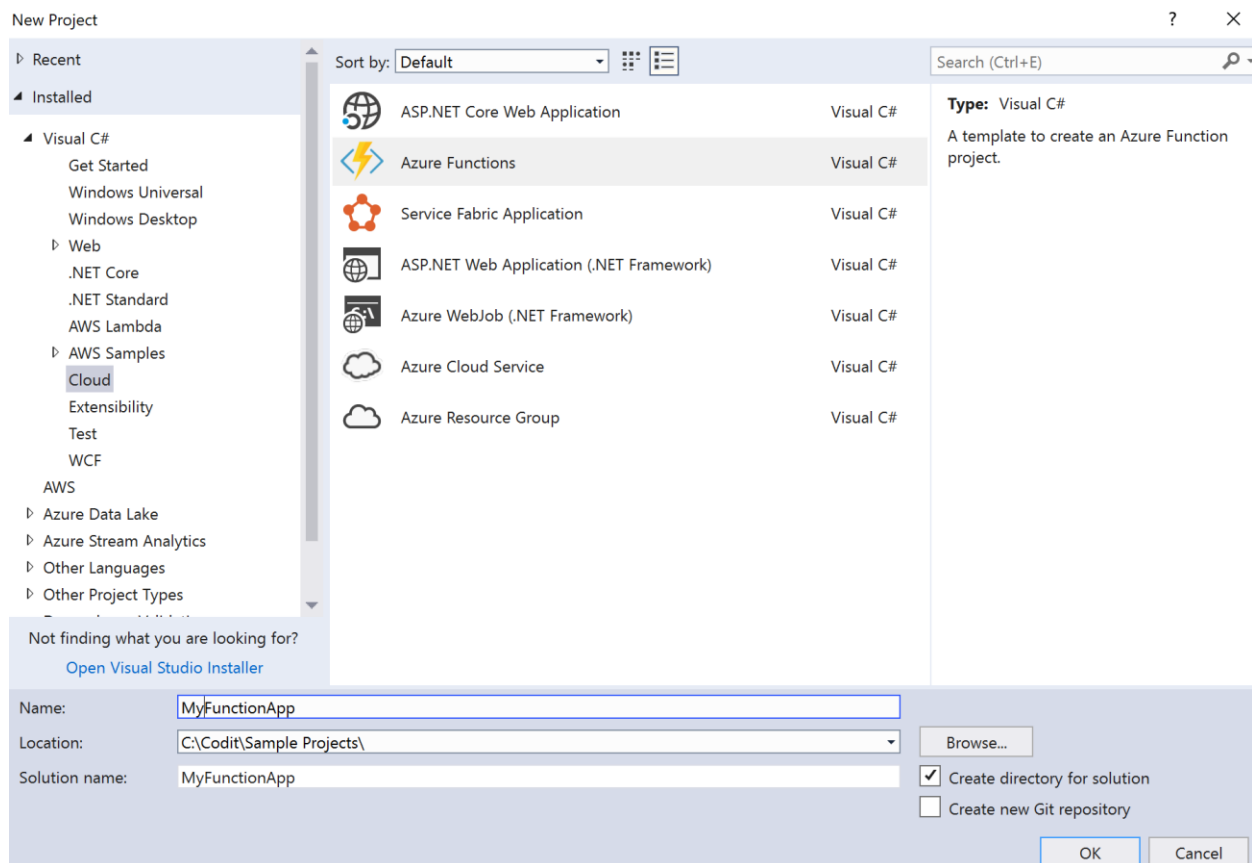 New Project
?
Recent
Installed
Visual C#
Get Started
Windows Universal
Windows Desktop
Web
.NET Core
.NET Standard
AWS Lambda
AWS Samples
Cloud
Extensibility
Test
WCF
AWS
Azure Data Lake
Azure Stream Analytics
Other Languages
Other Project Types
Not finding what you are looking for?
Open Visual Studio Installer
Sort by: Default
ASP.NET Core Web Application Visual C#
Azure Functions Visual C#
Service Fabric Application Visual C#
ASP.NET Web Application (.NET Framework) Visual C#
Azure WebJob (.NET Framework) Visual C#
Azure Cloud Service Visual C#
Azure Resource Group Visual C#
Search (Ctrl+E)
Type: Visual C#
A template to create an Azure Function
project.
Name: MyFunctionApp
Location: C:\Codit\Sample Projects\ Browse...
Solution name: MyFunctionApp
Create directory for solution
Create new Git repository
OK Cancel